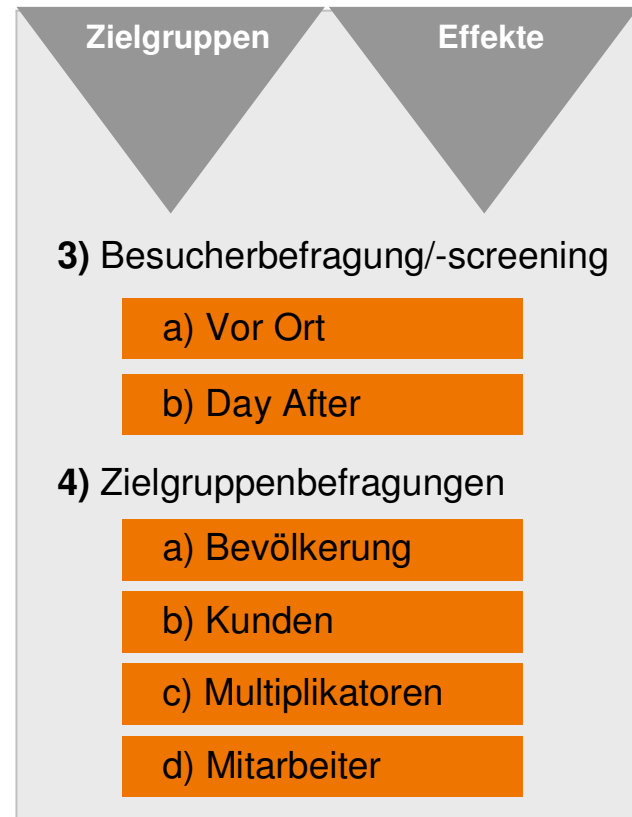 Zielgruppen Effekte
3) Besucherbefragung/-screening
a) Vor Ort
b) Day After
4) Zielgruppenbefragungen
a) Bevölkerung
b) Kunden
c) Multiplikatoren
d) Mitarbeiter